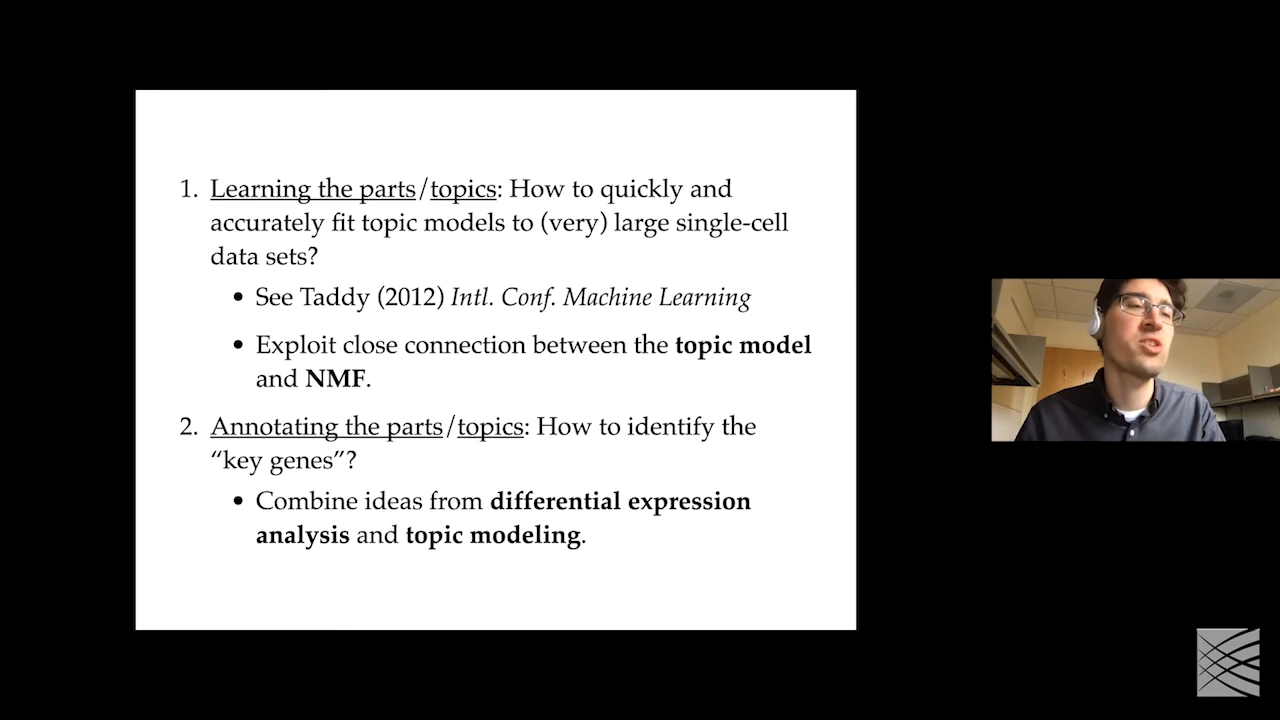 1. Learning the parts/topics: How to quickly and
accurately fit topic models to (very) large single-cell
data sets?
• See Taddy (2012) Intl. Conf. Machine Learning
• Exploit close connection between the topic model
and NMF.
2. Annotating the parts/topics: How to identify the
“key genes”?
• Combine ideas from differential expression
analysis and topic modeling.